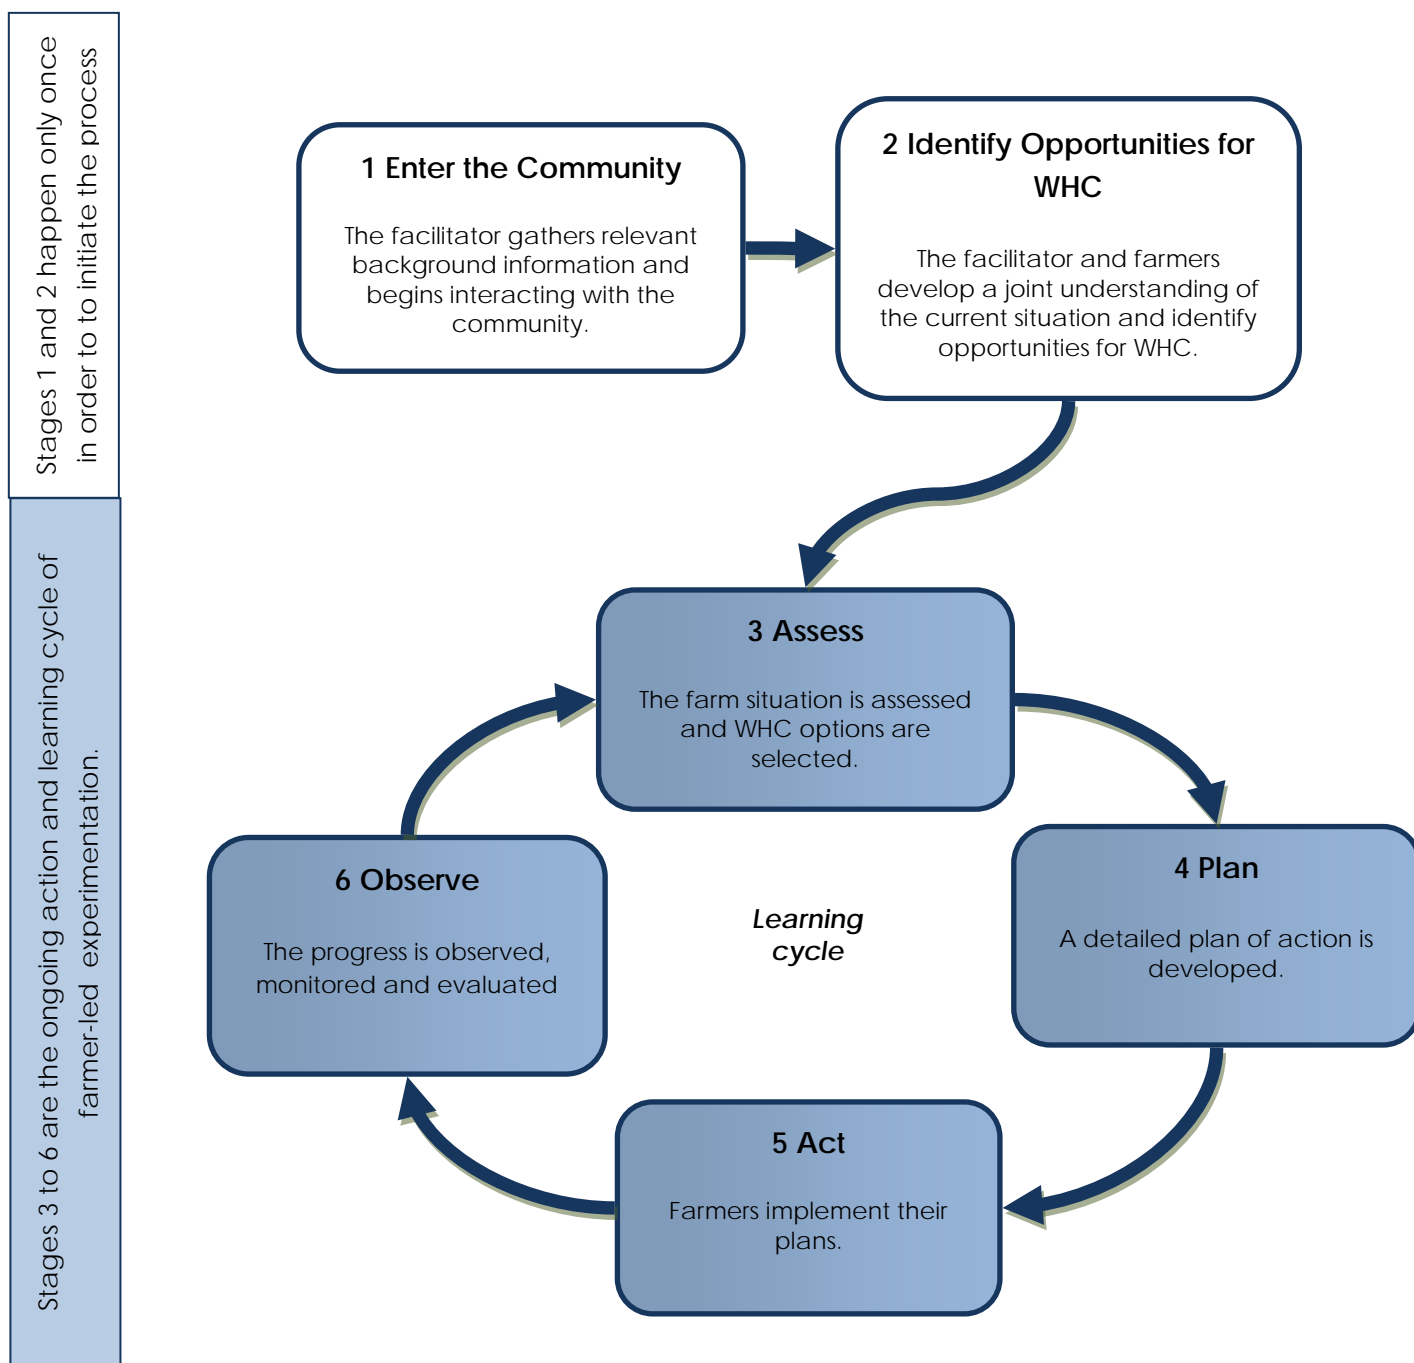 Stages 1 and 2 happen only once
in order to to initiate the process
1 Enter the Community
The facilitator gathers relevant
background information and
begins interacting with the
community.
2 Identify Opportunities for
WHC
The facilitator and farmers
develop a joint understanding of
the current situation and identify
opportunities for WHC.
Stages 3 to 6 are the ongoing action and learning cycle of
farmer-led experimentation.
3 Assess
The farm situation is assessed
and WHC options are
selected.
4 Plan
A detailed plan of action is
developed.
5 Act
Farmers implement their
plans.
6 Observe
The progress is observed,
monitored and evaluated
Learning
cycle